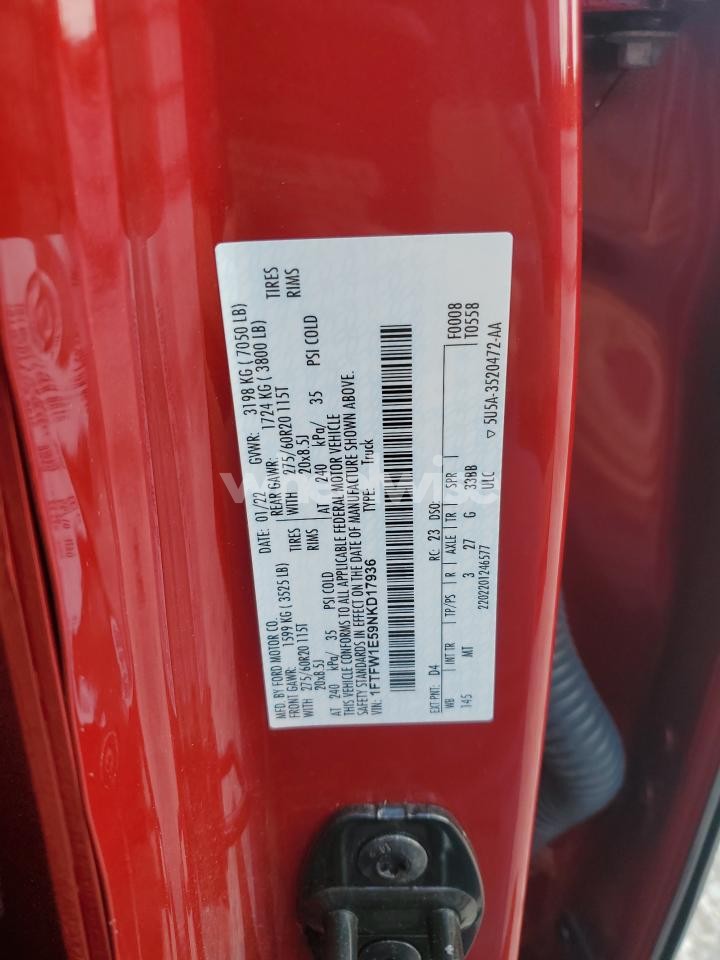 MFD. BY FORD MOTOR CO.
DATE: 01/22 GVWR: 3198 KG ( 7050 LB)
FRONT GAWR: 1599 KG ( 3525 LB) REAR GAWR: 1724 KG ( 3800 LB)
WITH 275/60R20 115T TIRES WITH 275/60R20 115T TIRES
20x8.5J RIMS 20x8.5J RIMS
AT 240 kPa/ 35 PSI COLD AT 240 kPa/ 35 PSI COLD
THIS VEHICLE CONFORMS TO ALL APPLICABLE FEDERAL MOTOR VEHICLE
SAFETY STANDARDS IN EFFECT ON THE DATE OF MANUFACTURE SHOWN ABOVE.
VIN: 1FTFW1E59NKD17936 TYPE: Truck
EXT PNT: D4 RC: 23 DSO: F0008
WB INT TR TP/PS R AXLE TR SPR T0558
145 MT 3 27 G 33BB
2202201246577 ULC
▽ 5U5A-3520472-AA